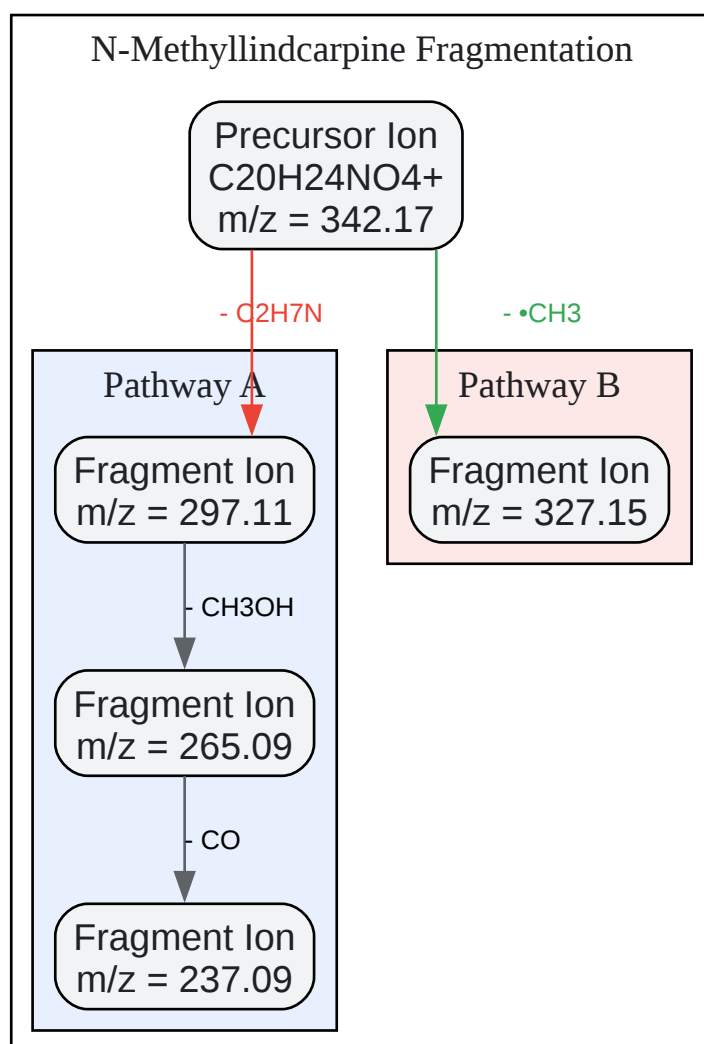 N-Methyllindcarpine Fragmentation
Precursor Ion
C20H24NO4+
m/z = 342.17
- C2H7N
- •CH3
Pathway A
Fragment Ion
m/z = 297.11
- CH3OH
Fragment Ion
m/z = 265.09
- CO
Fragment Ion
m/z = 237.09
Pathway B
Fragment Ion
m/z = 327.15